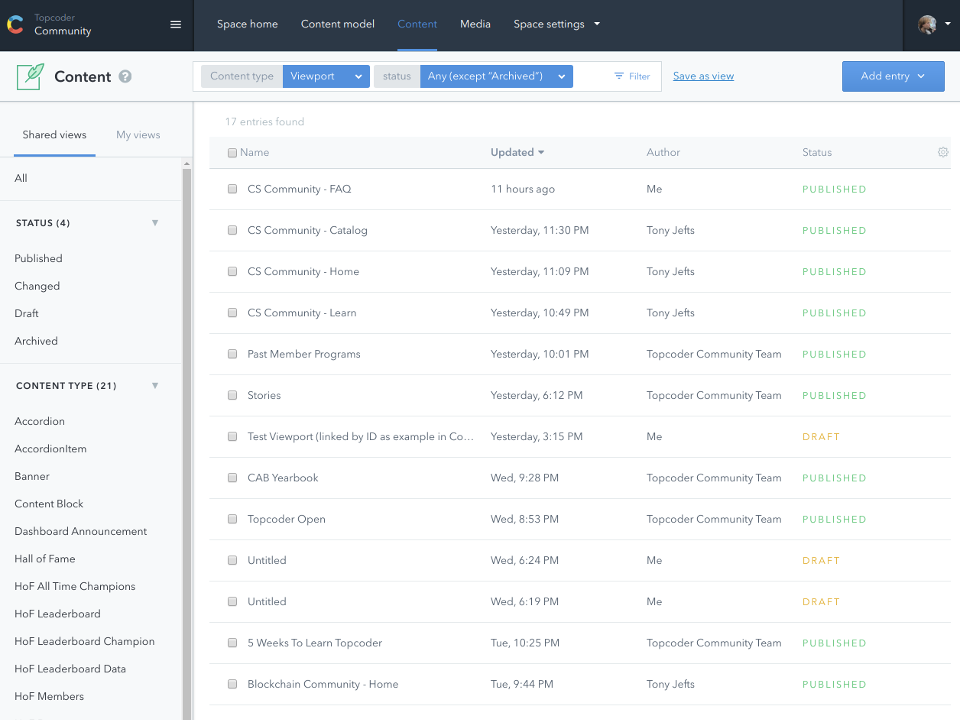 Topcoder
Community
Space home Content model Content Media Space settings
Content ?
Content type Viewport status Any (except "Archived") Filter Save as view Add entry
Shared views My views
All
STATUS (4)
Published
Changed
Draft
Archived
CONTENT TYPE (21)
Accordion
AccordionItem
Banner
Content Block
Dashboard Announcement
Hall of Fame
HoF All Time Champions
HoF Leaderboard
HoF Leaderboard Champion
HoF Leaderboard Data
HoF Members
17 entries found
Name Updated Author Status
CS Community - FAQ 11 hours ago Me PUBLISHED
CS Community - Catalog Yesterday, 11:30 PM Tony Jefts PUBLISHED
CS Community - Home Yesterday, 11:09 PM Tony Jefts PUBLISHED
CS Community - Learn Yesterday, 10:49 PM Tony Jefts PUBLISHED
Past Member Programs Yesterday, 10:01 PM Topcoder Community Team PUBLISHED
Stories Yesterday, 6:12 PM Topcoder Community Team PUBLISHED
Test Viewport (linked by ID as example in Co... Yesterday, 3:15 PM Me DRAFT
CAB Yearbook Wed, 9:28 PM Topcoder Community Team PUBLISHED
Topcoder Open Wed, 8:53 PM Topcoder Community Team PUBLISHED
Untitled Wed, 6:24 PM Me DRAFT
Untitled Wed, 6:19 PM Me DRAFT
5 Weeks To Learn Topcoder Tue, 10:25 PM Topcoder Community Team PUBLISHED
Blockchain Community - Home Tue, 9:44 PM Tony Jefts PUBLISHED